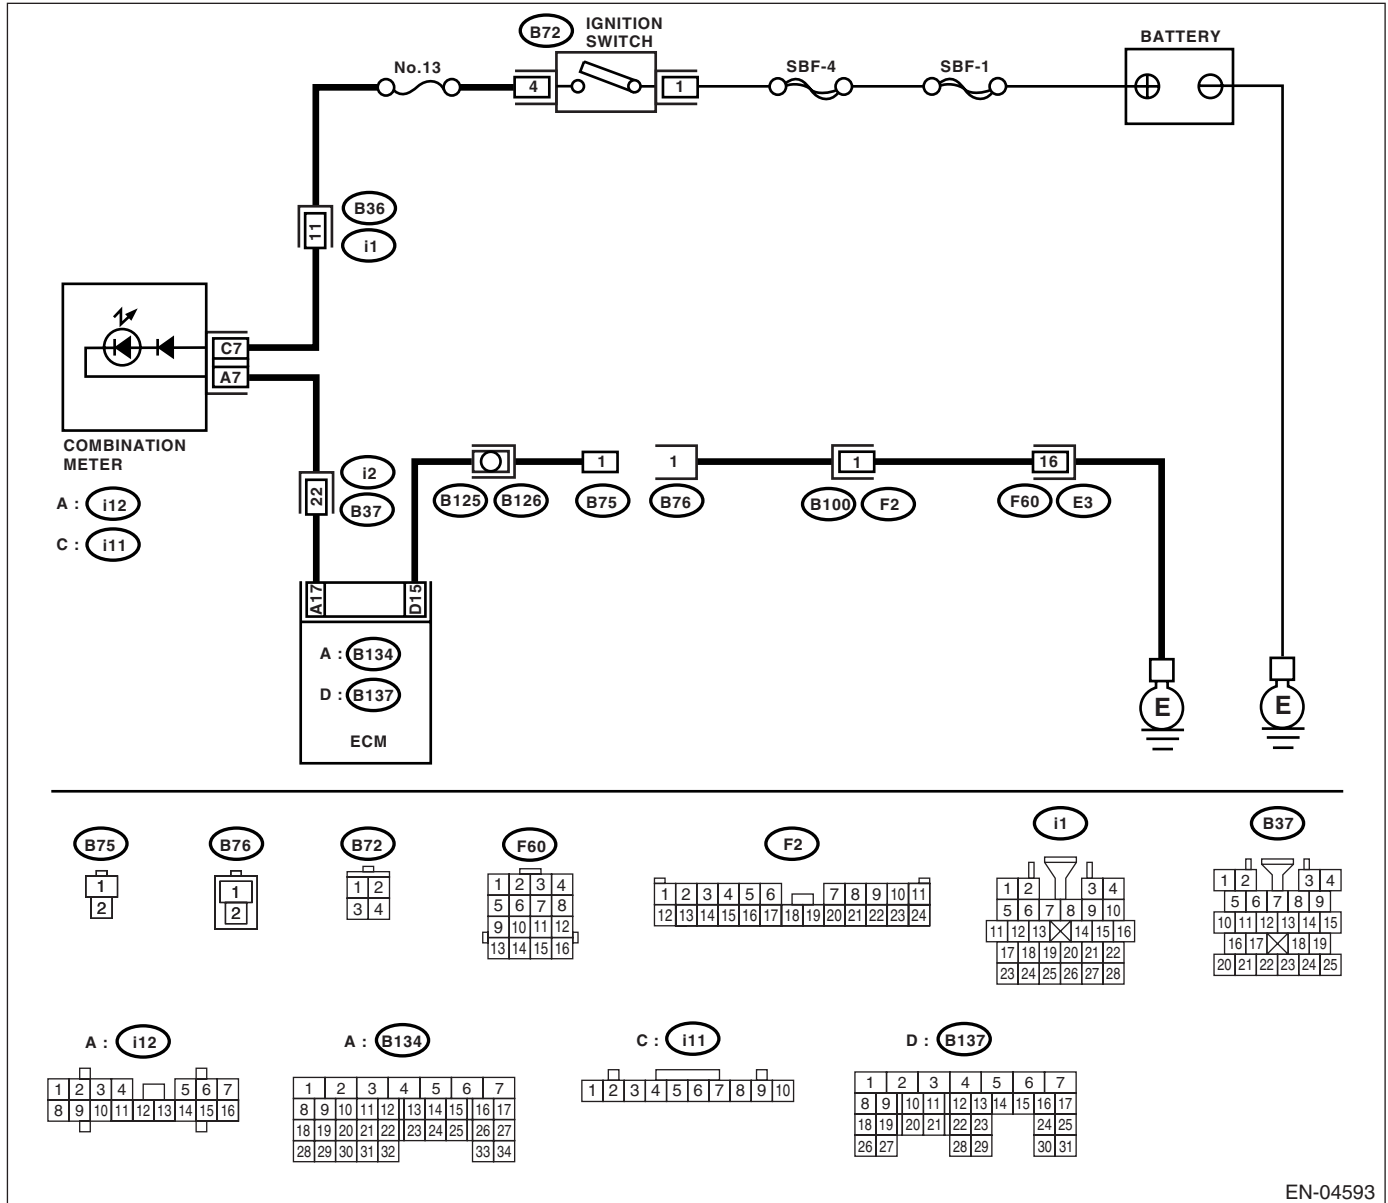 B72 IGNITION
SWITCH
No.13
4
1
SBF-4
SBF-1
BATTERY
11
B36
i1
C7
A7
COMBINATION
METER
A : i12
C : i11
22
i2
B37
1
1
1
16
B125 B126 B75 B76 B100 F2 F60 E3
A17 D15
A : B134
D : B137
ECM
E
E
B75
1
2
B76
1
2
B72
1 2
3 4
F60
1 2 3 4
5 6 7 8
9 10 11 12
13 14 15 16
F2
1 2 3 4 5 6 7 8 9 10 11
12 13 14 15 16 17 18 19 20 21 22 23 24
i1
1 2 3 4
5 6 7 8 9 10
11 12 13 14 15 16
17 18 19 20 21 22
23 24 25 26 27 28
B37
1 2 3 4
5 6 7 8 9
10 11 12 13 14 15
16 17 18 19
20 21 22 23 24 25
A : i12
1 2 3 4 5 6 7
8 9 10 11 12 13 14 15 16
A : B134
1 2 3 4 5 6 7
8 9 10 11 12 13 14 15 16 17
18 19 20 21 22 23 24 25 26 27
28 29 30 31 32 33 34
C : i11
1 2 3 4 5 6 7 8 9 10
D : B137
1 2 3 4 5 6 7
8 9 10 11 12 13 14 15 16 17
18 19 20 21 22 23 24 25
26 27 28 29 30 31
EN-04593